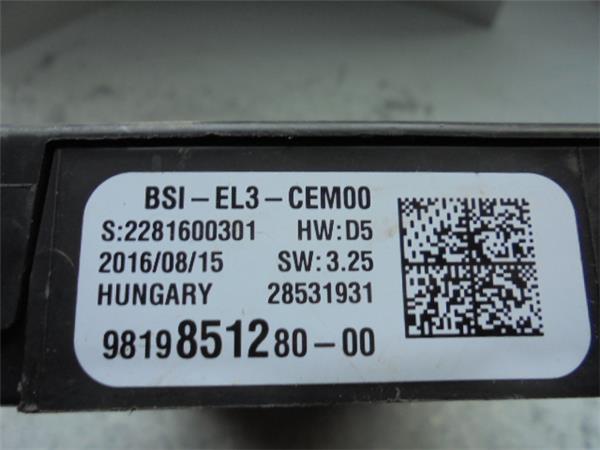 BSI-EL3-CEM00
S:2281600301 HW:D5
2016/08/15 SW:3.25
HUNGARY 28531931
9819851280-00